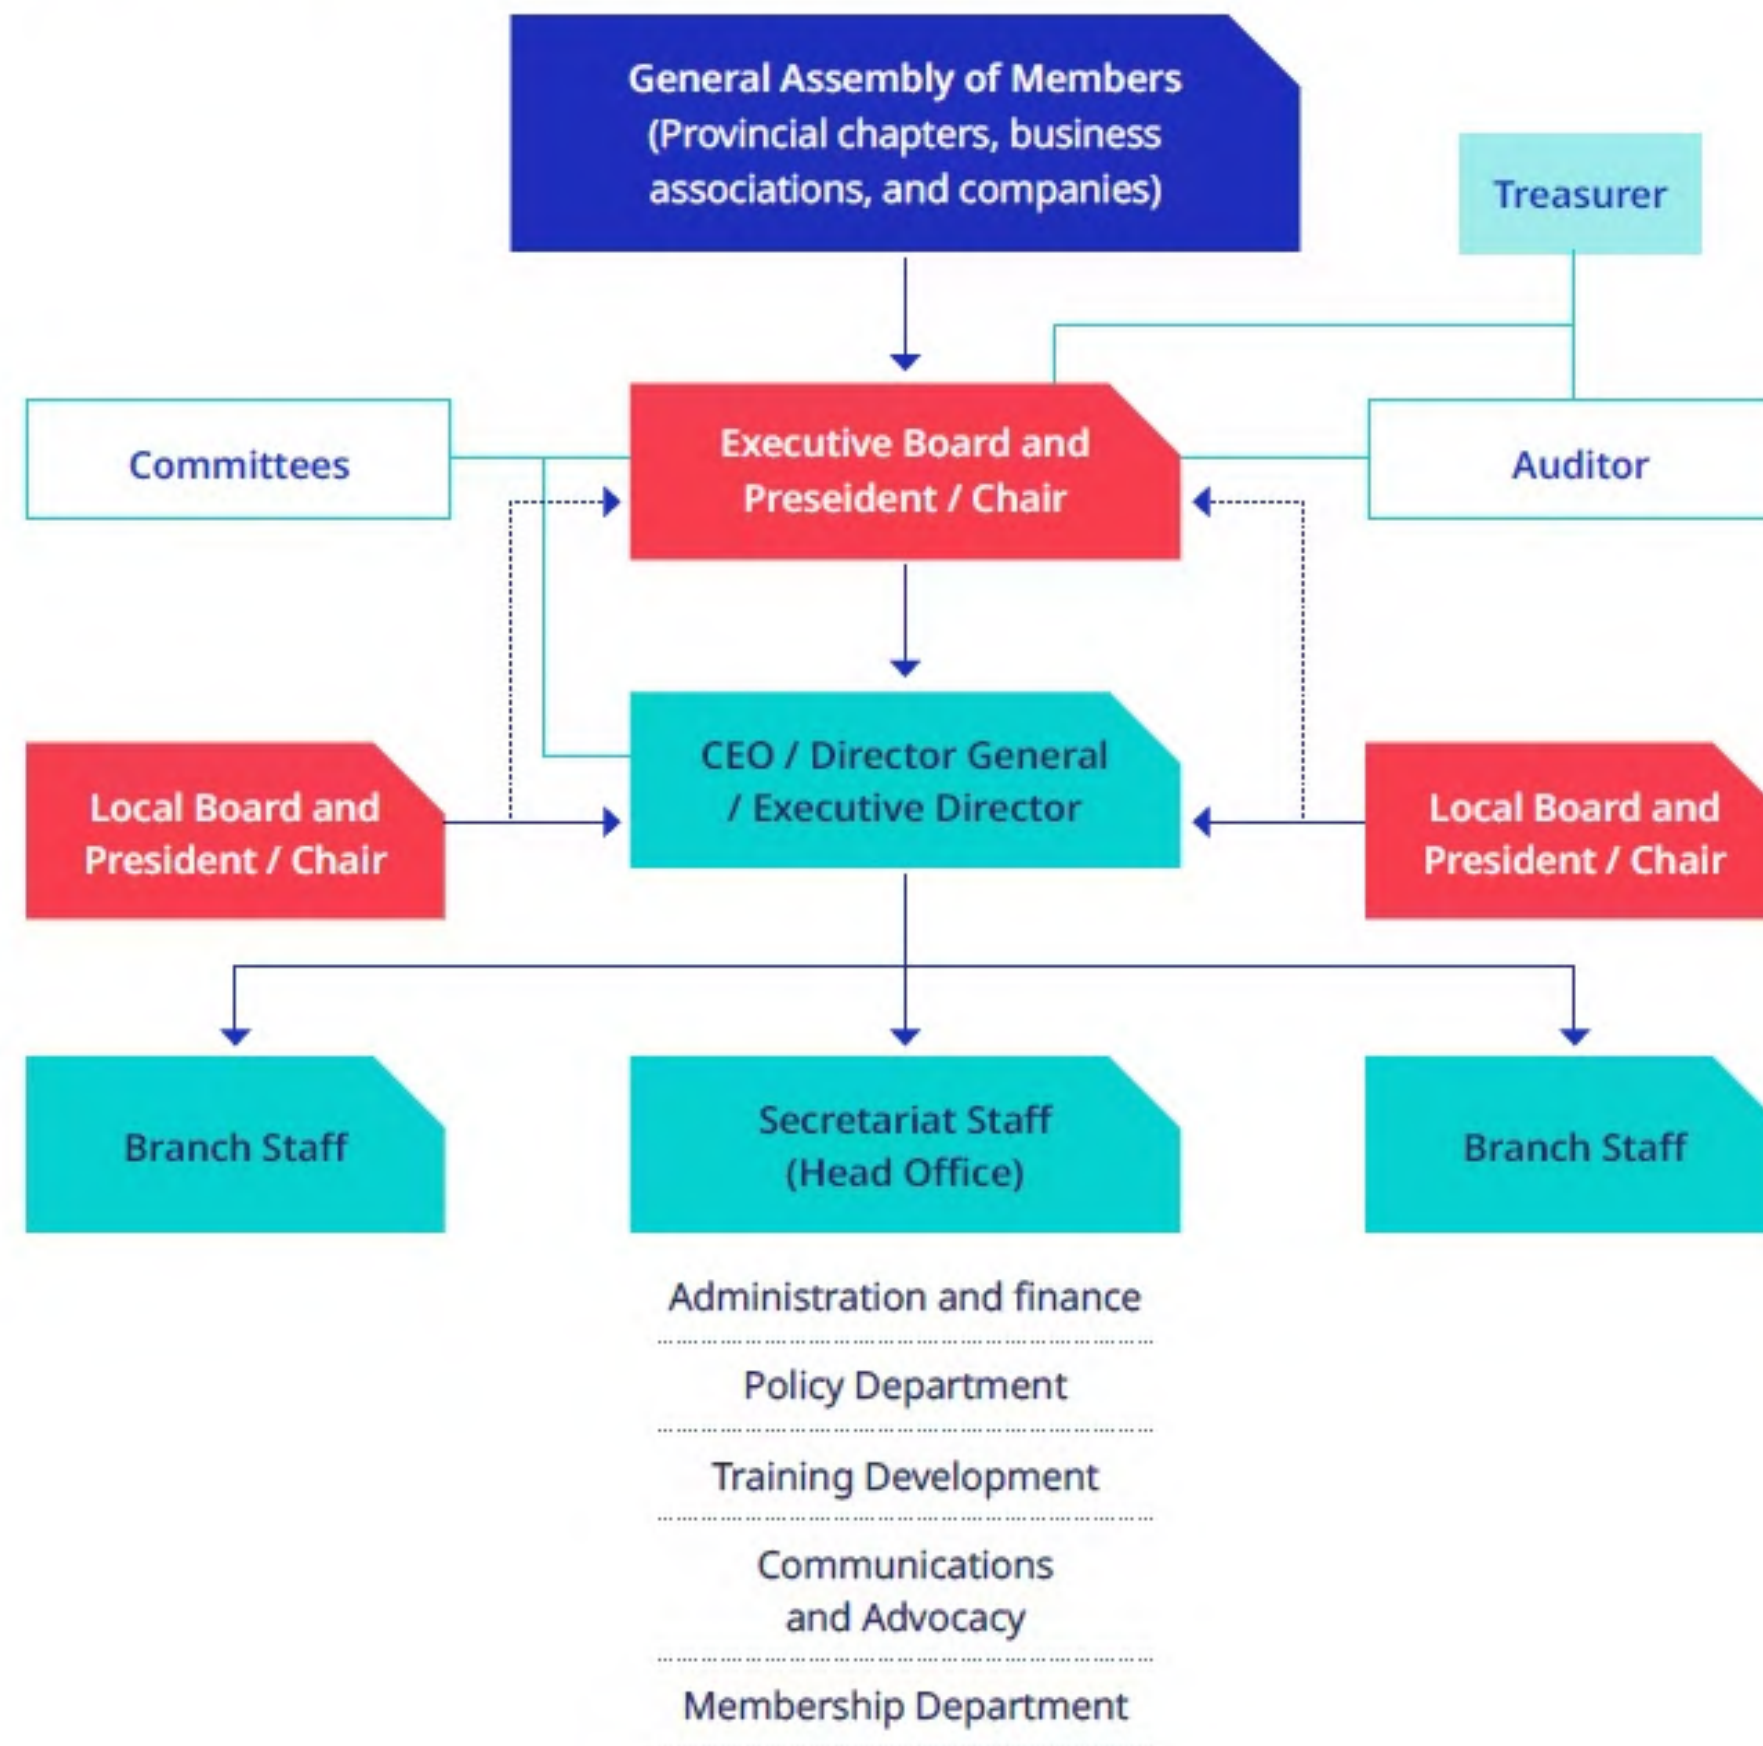 General Assembly of Members
(Provincial chapters, business
associations, and companies)
Treasurer
Committees
Executive Board and
Preseident / Chair
Auditor
Local Board and
President / Chair
CEO / Director General
/ Executive Director
Local Board and
President / Chair
Branch Staff
Secretariat Staff
(Head Office)
Branch Staff
Administration and finance
Policy Department
Training Development
Communications
and Advocacy
Membership Department